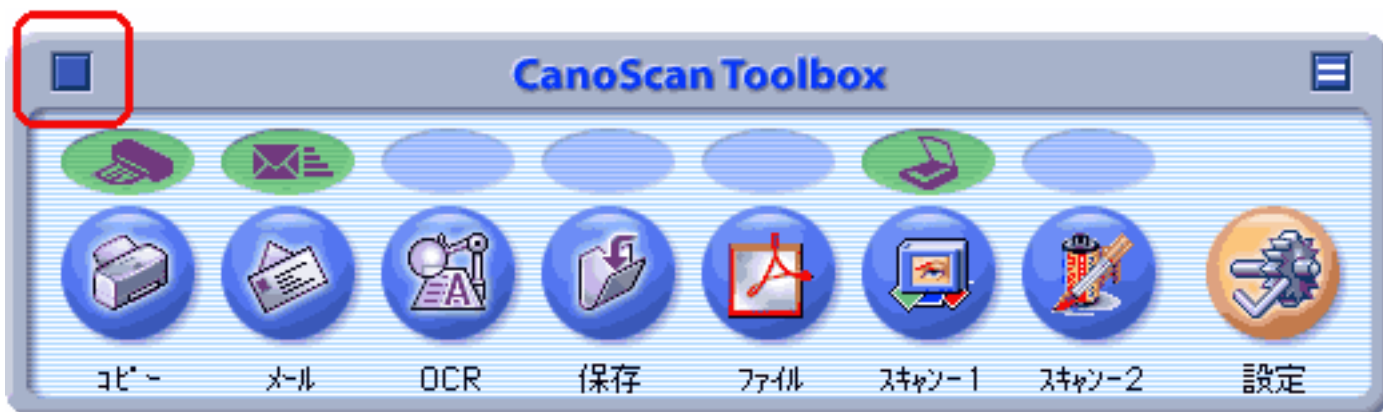 CanoScan Toolbox
ｺﾋﾟｰ ﾒｰﾙ OCR 保存 ﾌｧｲﾙ ｽｷｬﾝ-1 ｽｷｬﾝ-2 設定